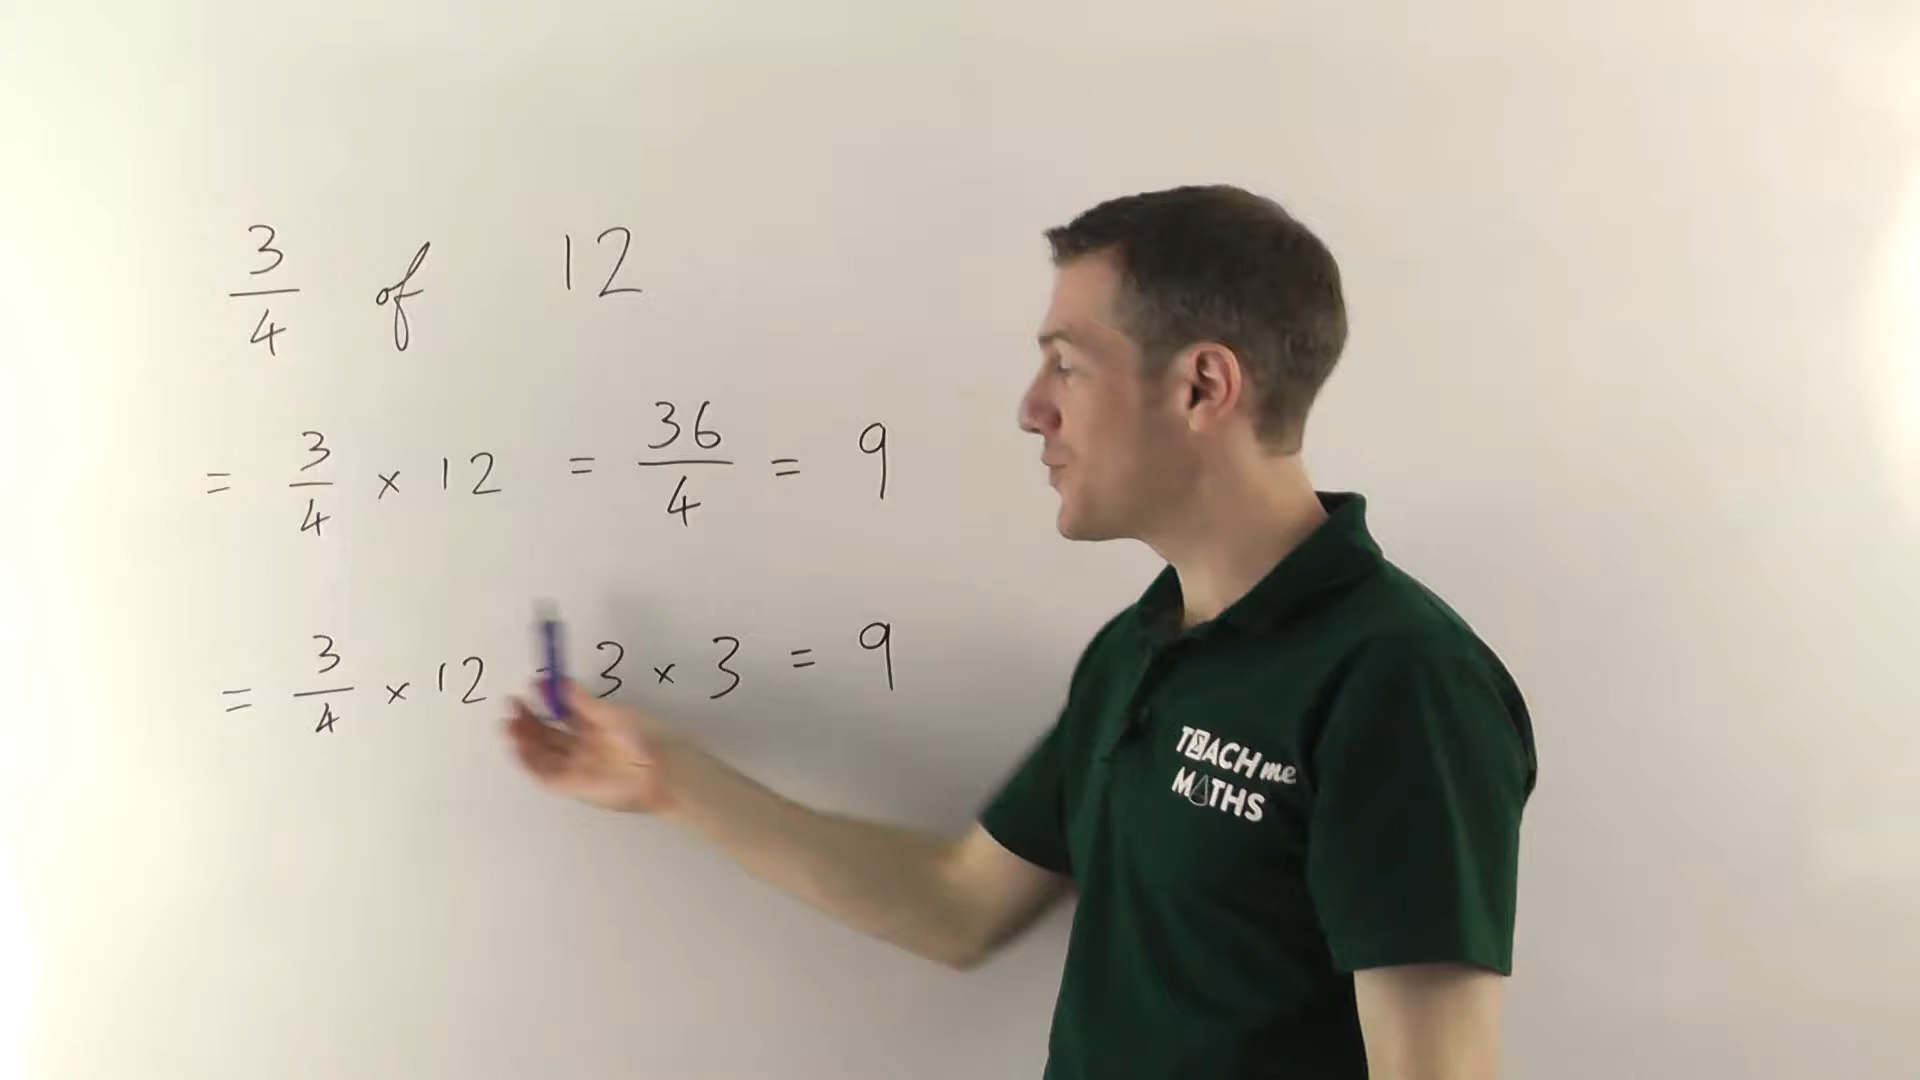 3/4 of 12
= 3/4 × 12 = 36/4 = 9
= 3/4 × 12 = 3 × 3 = 9
TEACH me
MATHS